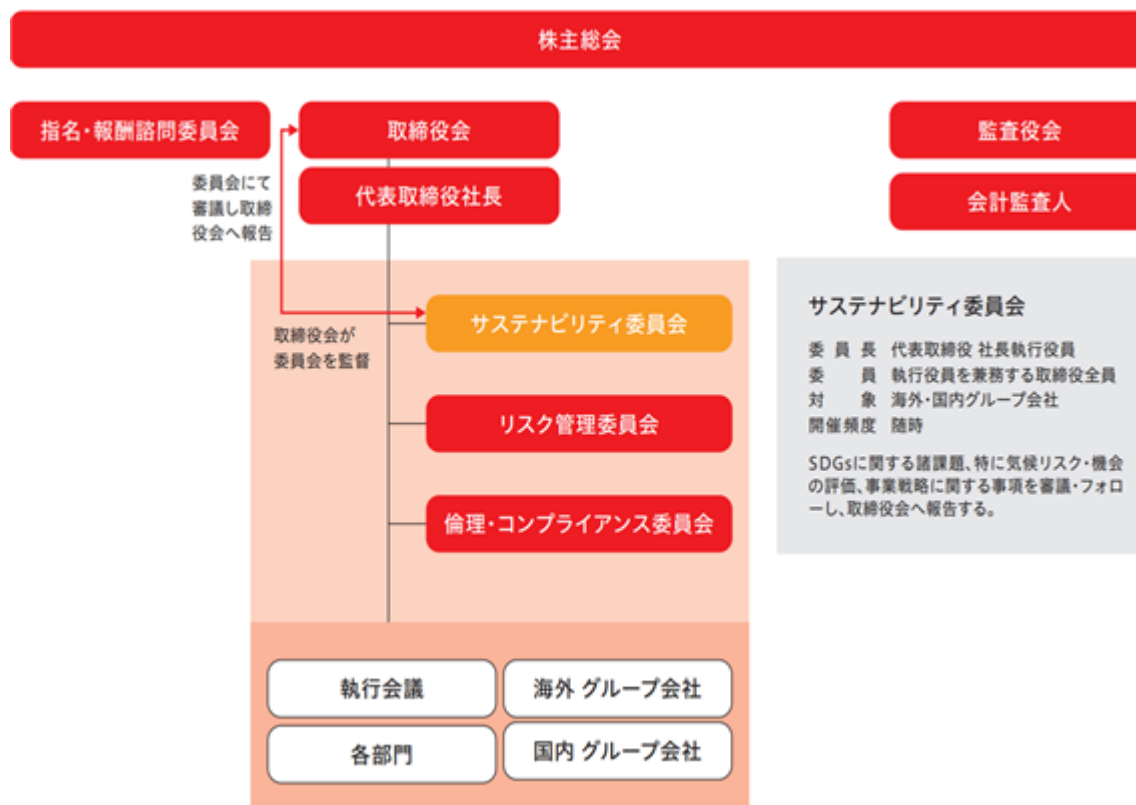 株主総会
指名・報酬諮問委員会
取締役会
監査役会
委員会にて
審議し取締
役会へ報告
代表取締役社長
会計監査人
取締役会が
委員会を監督
サステナビリティ委員会
リスク管理委員会
倫理・コンプライアンス委員会
サステナビリティ委員会
委員長 代表取締役 社長執行役員
委員 執行役員を兼務する取締役全員
対象 海外・国内グループ会社
開催頻度 随時
SDGsに関する諸課題、特に気候リスク・機会
の評価、事業戦略に関する事項を審議・フォロ
ーし、取締役会へ報告する。
執行会議
海外 グループ会社
各部門
国内 グループ会社